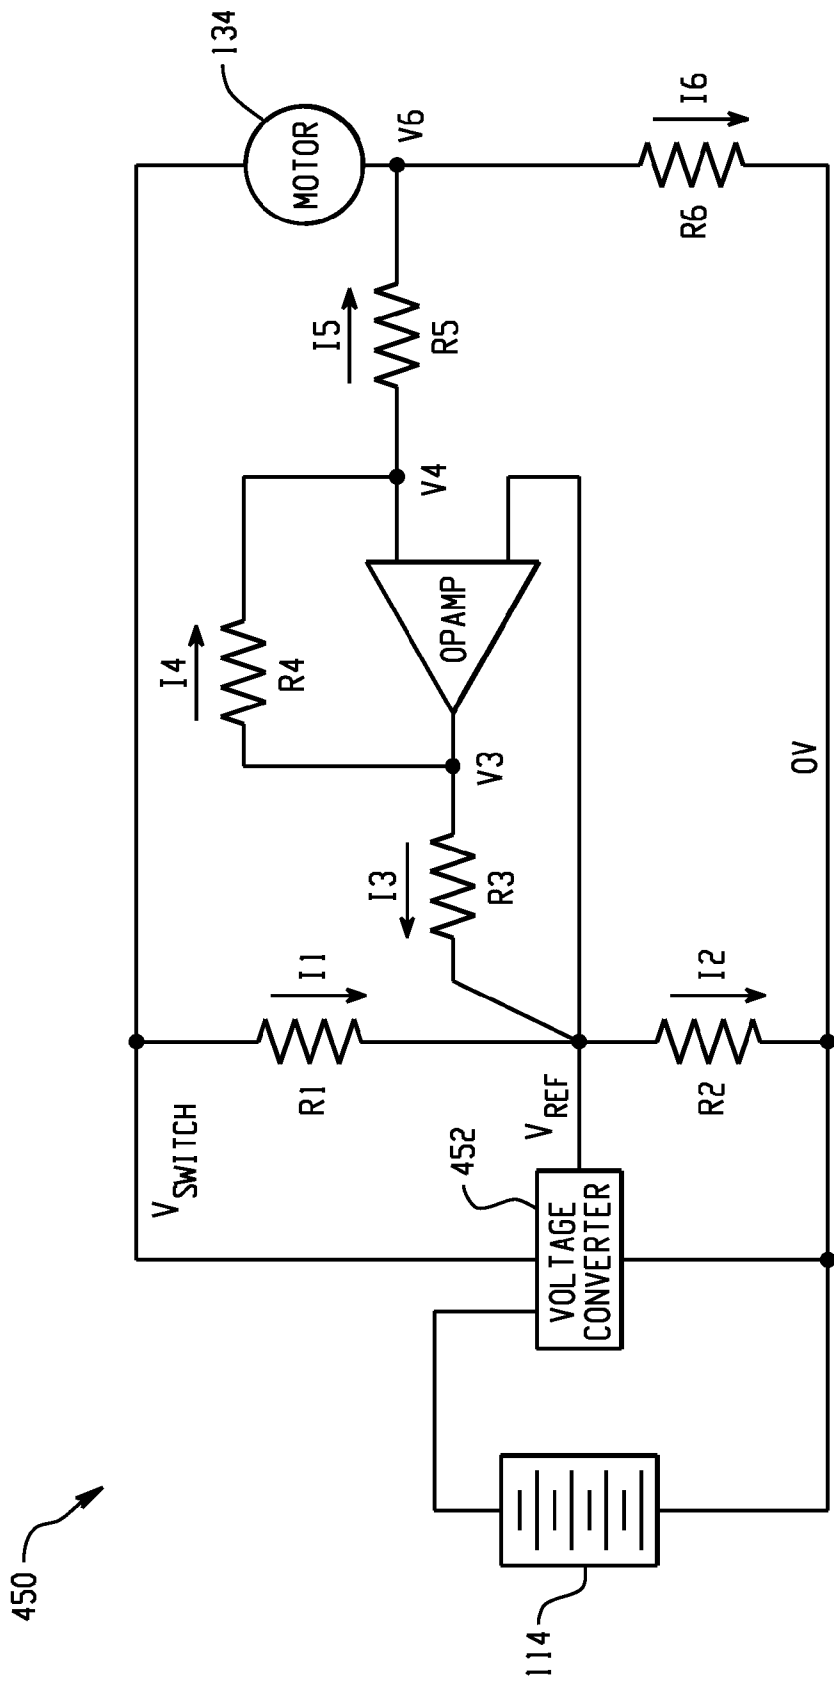 450
134
MOTOR
V6
I6
R6
I5
R5
V4
I4
R4
OPAMP
V3
I3
R3
0V
I1
R1
I2
R2
VSWITCH
VREF
452
VOLTAGE
CONVERTER
114